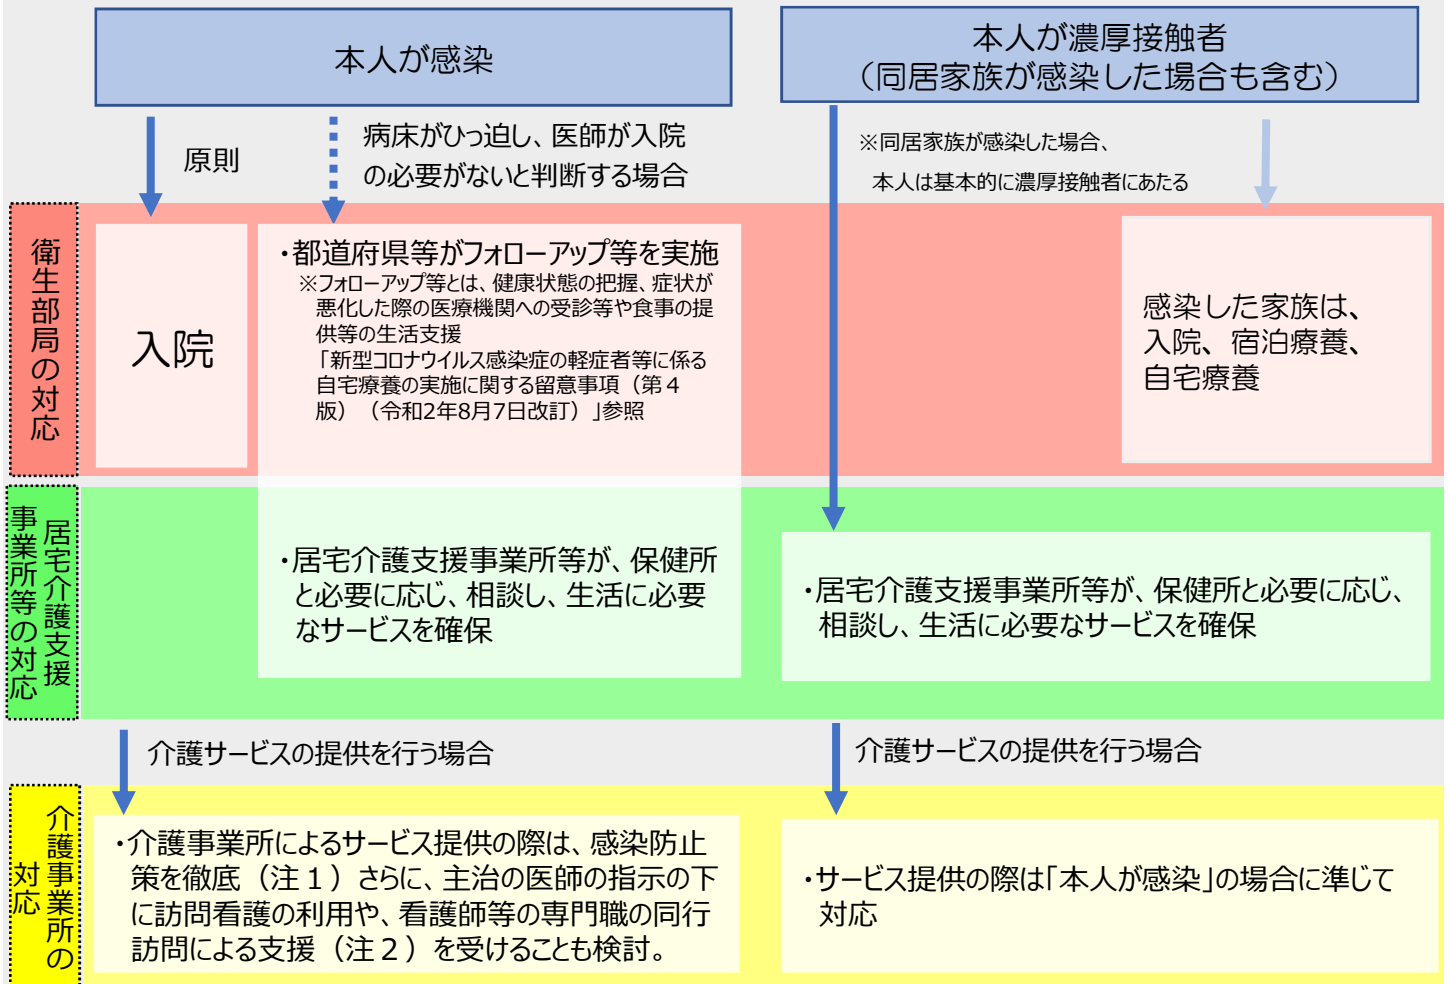 本人が感染
本人が濃厚接触者
（同居家族が感染した場合も含む）
原則
病床がひっ迫し、医師が入院
の必要がないと判断する場合
※同居家族が感染した場合、
本人は基本的に濃厚接触者にあたる
衛生部局の対応
入院
・都道府県等がフォローアップ等を実施
※フォローアップ等とは、健康状態の把握、症状が
悪化した際の医療機関への受診等や食事の提
供等の生活支援
「新型コロナウイルス感染症の軽症者等に係る
自宅療養の実施に関する留意事項（第４
版）（令和2年8月7日改訂）」参照
感染した家族は、
入院、宿泊療養、
自宅療養
居宅介護支援
事業所等の対応
・居宅介護支援事業所等が、保健所
と必要に応じ、相談し、生活に必要
なサービスを確保
・居宅介護支援事業所等が、保健所と必要に応じ、
相談し、生活に必要なサービスを確保
介護サービスの提供を行う場合
介護サービスの提供を行う場合
介護事業所の
対応
・介護事業所によるサービス提供の際は、感染防止
策を徹底（注１）さらに、主治の医師の指示の下
に訪問看護の利用や、看護師等の専門職の同行
訪問による支援（注２）を受けることも検討。
・サービス提供の際は「本人が感染」の場合に準じて
対応